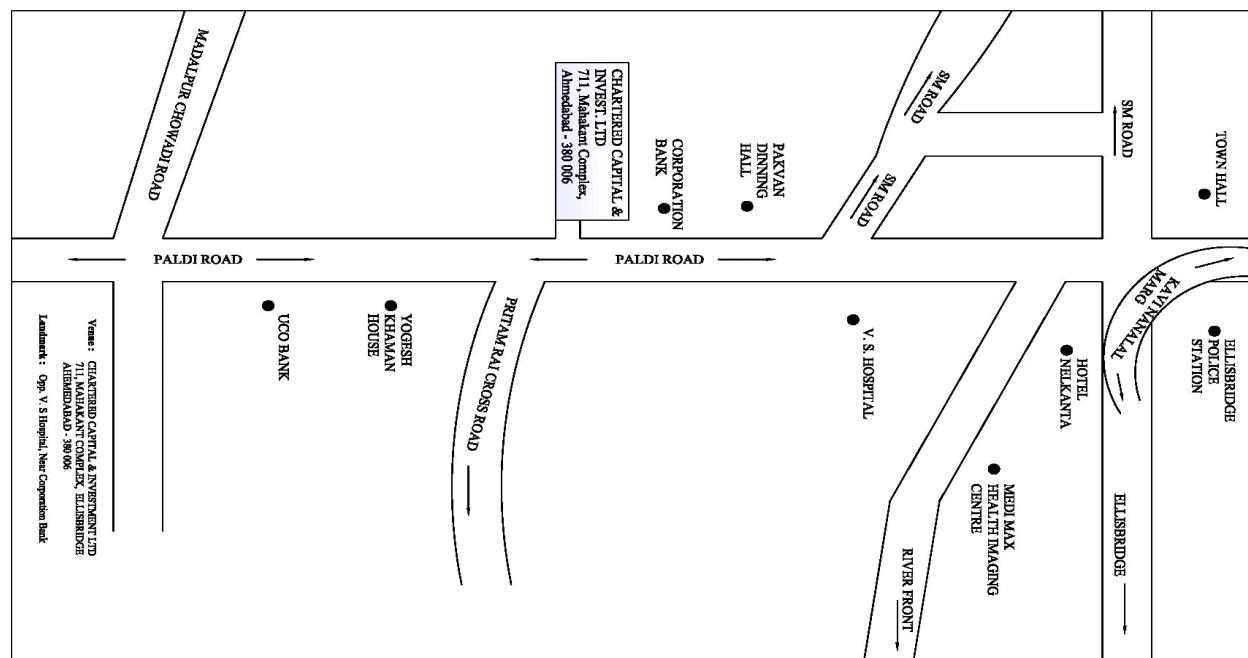 MADALPUR CHOWADI ROAD
CHARTERED CAPITAL &
INVEST. LTD
711, Mahakant Complex,
Ahmedabad - 380 006
CORPORATION
BANK
PAKVAN
DINNING
HALL
SM ROAD
SM ROAD
SM ROAD
TOWN HALL
PALDI ROAD
PALDI ROAD
KAVI NANALAL
MARG
UCO BANK
YOGESH
KHAMAN
HOUSE
PRITAM RAI CROSS ROAD
V. S. HOSPITAL
HOTEL
NELKANTA
ELLISBRIDGE
POLICE
STATION
MEDI MAX
HEALTH IMAGING
CENTRE
RIVER FRONT
ELLISBRIDGE
Venue : CHARTERED CAPITAL & INVESTMENT LTD
711, MAHAKANT COMPLEX, ELLISBRIDGE
AHEMEDABAD - 380 006
Landmark : Opp. V. S Hospital, Near Corporation Bank